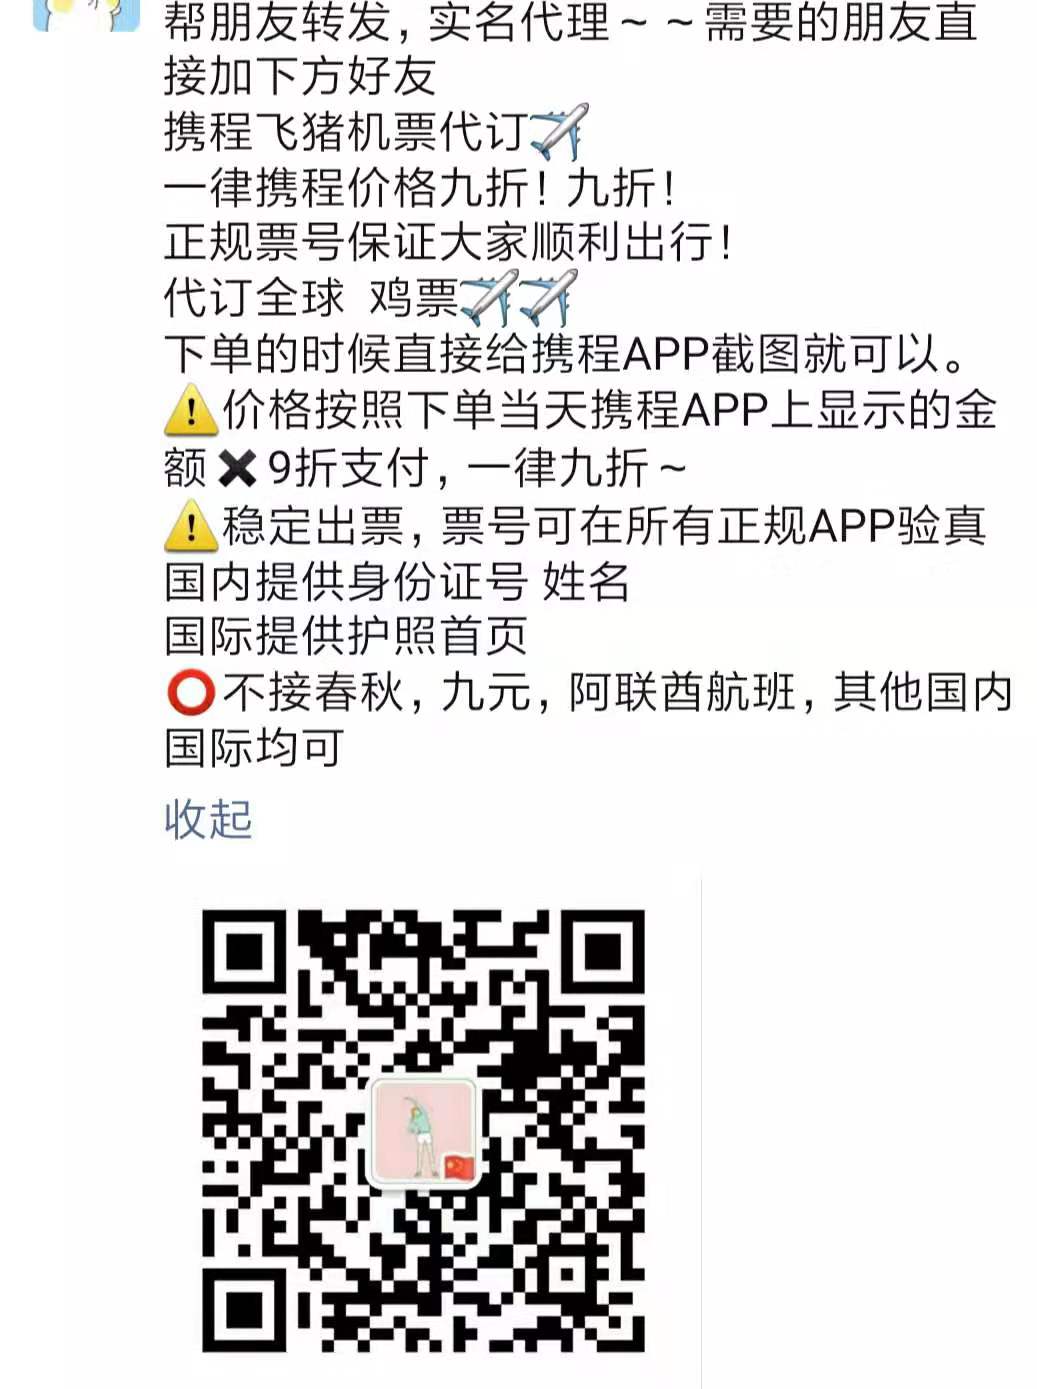 帮朋友转发，实名代理～～需要的朋友直
接加下方好友
携程飞猪机票代订✈️
一律携程价格九折！九折！
正规票号保证大家顺利出行！
代订全球 鸡票✈️✈️
下单的时候直接给携程APP截图就可以。
⚠️价格按照下单当天携程APP上显示的金
额✖️9折支付，一律九折～
⚠️稳定出票，票号可在所有正规APP验真
国内提供身份证号 姓名
国际提供护照首页
⭕不接春秋，九元，阿联酋航班，其他国内
国际均可
收起